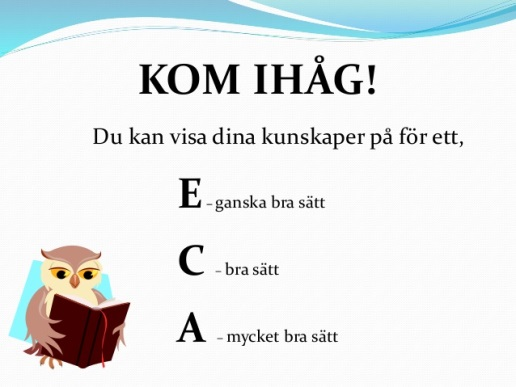 KOM IHÅG!
Du kan visa dina kunskaper på för ett,
E – ganska bra sätt
C – bra sätt
A – mycket bra sätt